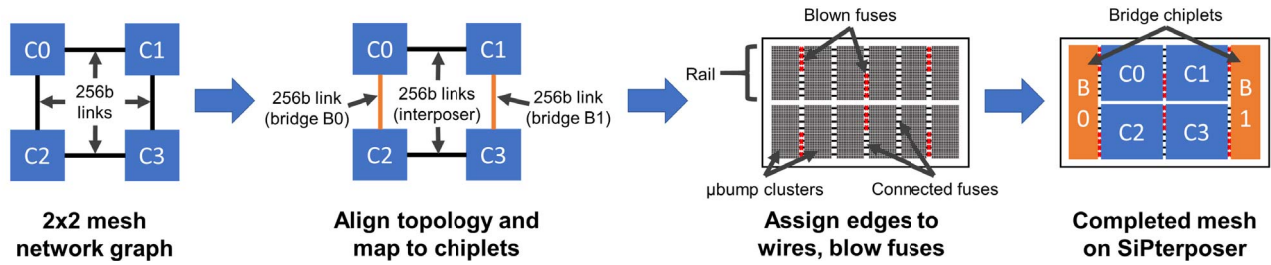 C0
C1
256b
links
C2
C3
2x2 mesh
network graph
C0
C1
256b link
(bridge B0)
256b links
(interposer)
256b link
(bridge B1)
C2
C3
Align topology and
map to chiplets
Blown fuses
Rail
µbump clusters
Connected fuses
Assign edges to
wires, blow fuses
Bridge chiplets
B
0
C0
C1
C2
C3
B
1
Completed mesh
on SiPterposer